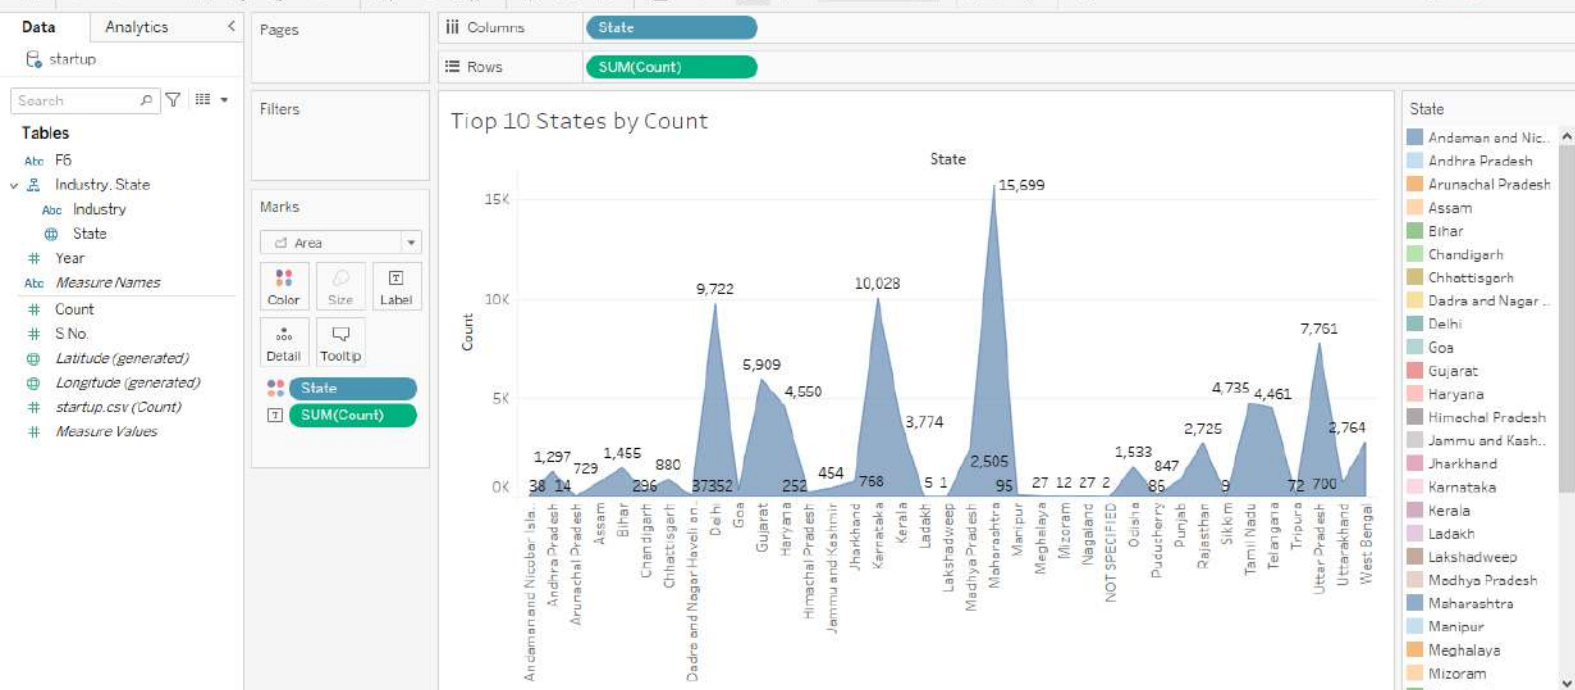 Data
Analytics
startup
Search
Tables
Abc F6
Industry, State
Abc Industry
State
# Year
Abc Measure Names
# Count
# S No.
Latitude (generated)
Longitude (generated)
# startup.csv (Count)
# Measure Values
Pages
Filters
Marks
Area
Color
Size
Label
Detail
Tooltip
State
SUM(Count)
Columns
State
Rows
SUM(Count)
Tiop 10 States by Count
State
Count
15K
10K
5K
0K
38
1,297
14
729
1,455
296
880
37
352
9,722
5,909
4,550
252
454
768
10,028
3,774
5
1
2,505
15,699
95
27
12
27
2
1,533
85
847
2,725
9
4,735
4,461
72
7,761
700
2,764
Andaman and Nicobar Isla..
Andhra Pradesh
Arunachal Pradesh
Assam
Bihar
Chandigarh
Chhattisgarh
Dadra and Nagar Haveli an..
Delhi
Goa
Gujarat
Haryana
Himachal Pradesh
Jammu and Kashmir
Jharkhand
Karnataka
Kerala
Ladakh
Lakshadweep
Madhya Pradesh
Maharashtra
Manipur
Meghalaya
Mizoram
Nagaland
NOT SPECIFIED
Odisha
Puducherry
Punjab
Rajasthan
Sikkim
Tamil Nadu
Telangana
Tripura
Uttar Pradesh
Uttarakhand
West Bengal
State
Andaman and Nic..
Andhra Pradesh
Arunachal Pradesh
Assam
Bihar
Chandigarh
Chhattisgarh
Dadra and Nagar ..
Delhi
Goa
Gujarat
Haryana
Himachal Pradesh
Jammu and Kash..
Jharkhand
Karnataka
Kerala
Ladakh
Lakshadweep
Madhya Pradesh
Maharashtra
Manipur
Meghalaya
Mizoram